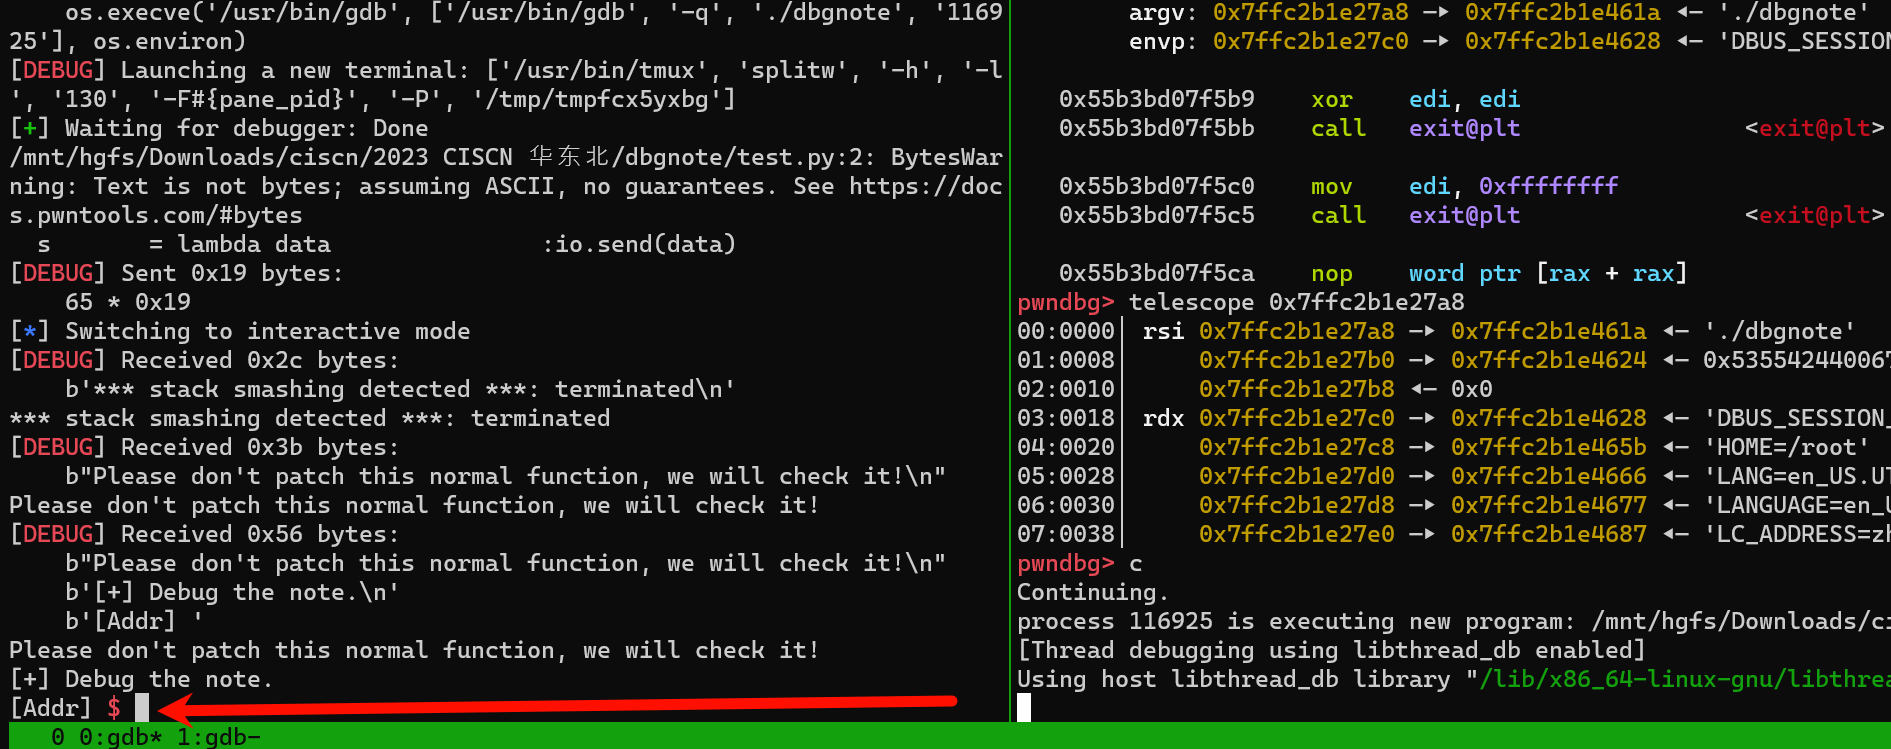 os.execve('/usr/bin/gdb', ['/usr/bin/gdb', '-q', './dbgnote', '1169
25'], os.environ)
[DEBUG] Launching a new terminal: ['/usr/bin/tmux', 'splitw', '-h', '-l
', '130', '-F#{pane_pid}', '-P', '/tmp/tmpfcx5yxbg']
[+] Waiting for debugger: Done
/mnt/hgfs/Downloads/ciscn/2023 CISCN 华东北/dbgnote/test.py:2: BytesWar
ning: Text is not bytes; assuming ASCII, no guarantees. See https://doc
s.pwntools.com/#bytes
  s       = lambda data               :io.send(data)
[DEBUG] Sent 0x19 bytes:
    65 * 0x19
[*] Switching to interactive mode
[DEBUG] Received 0x2c bytes:
    b'*** stack smashing detected ***: terminated\n'
*** stack smashing detected ***: terminated
[DEBUG] Received 0x3b bytes:
    b"Please don't patch this normal function, we will check it!\n"
Please don't patch this normal function, we will check it!
[DEBUG] Received 0x56 bytes:
    b"Please don't patch this normal function, we will check it!\n"
    b'[+] Debug the note.\n'
    b'[Addr] '
Please don't patch this normal function, we will check it!
[+] Debug the note.
[Addr] $
        argv: 0x7ffc2b1e27a8 —▸ 0x7ffc2b1e461a ◂— './dbgnote'
        envp: 0x7ffc2b1e27c0 —▸ 0x7ffc2b1e4628 ◂— 'DBUS_SESSION
   0x55b3bd07f5b9    xor    edi, edi
   0x55b3bd07f5bb    call   exit@plt                <exit@plt>
   0x55b3bd07f5c0    mov    edi, 0xffffffff
   0x55b3bd07f5c5    call   exit@plt                <exit@plt>
   0x55b3bd07f5ca    nop    word ptr [rax + rax]
pwndbg> telescope 0x7ffc2b1e27a8
00:0000│ rsi 0x7ffc2b1e27a8 —▸ 0x7ffc2b1e461a ◂— './dbgnote'
01:0008│     0x7ffc2b1e27b0 —▸ 0x7ffc2b1e4624 ◂— 0x535542440067
02:0010│     0x7ffc2b1e27b8 ◂— 0x0
03:0018│ rdx 0x7ffc2b1e27c0 —▸ 0x7ffc2b1e4628 ◂— 'DBUS_SESSION_
04:0020│     0x7ffc2b1e27c8 —▸ 0x7ffc2b1e465b ◂— 'HOME=/root'
05:0028│     0x7ffc2b1e27d0 —▸ 0x7ffc2b1e4666 ◂— 'LANG=en_US.UT
06:0030│     0x7ffc2b1e27d8 —▸ 0x7ffc2b1e4677 ◂— 'LANGUAGE=en_U
07:0038│     0x7ffc2b1e27e0 —▸ 0x7ffc2b1e4687 ◂— 'LC_ADDRESS=zh
pwndbg> c
Continuing.
process 116925 is executing new program: /mnt/hgfs/Downloads/ci
[Thread debugging using libthread_db enabled]
Using host libthread_db library "/lib/x86_64-linux-gnu/libthrea
   0 0:gdb* 1:gdb-